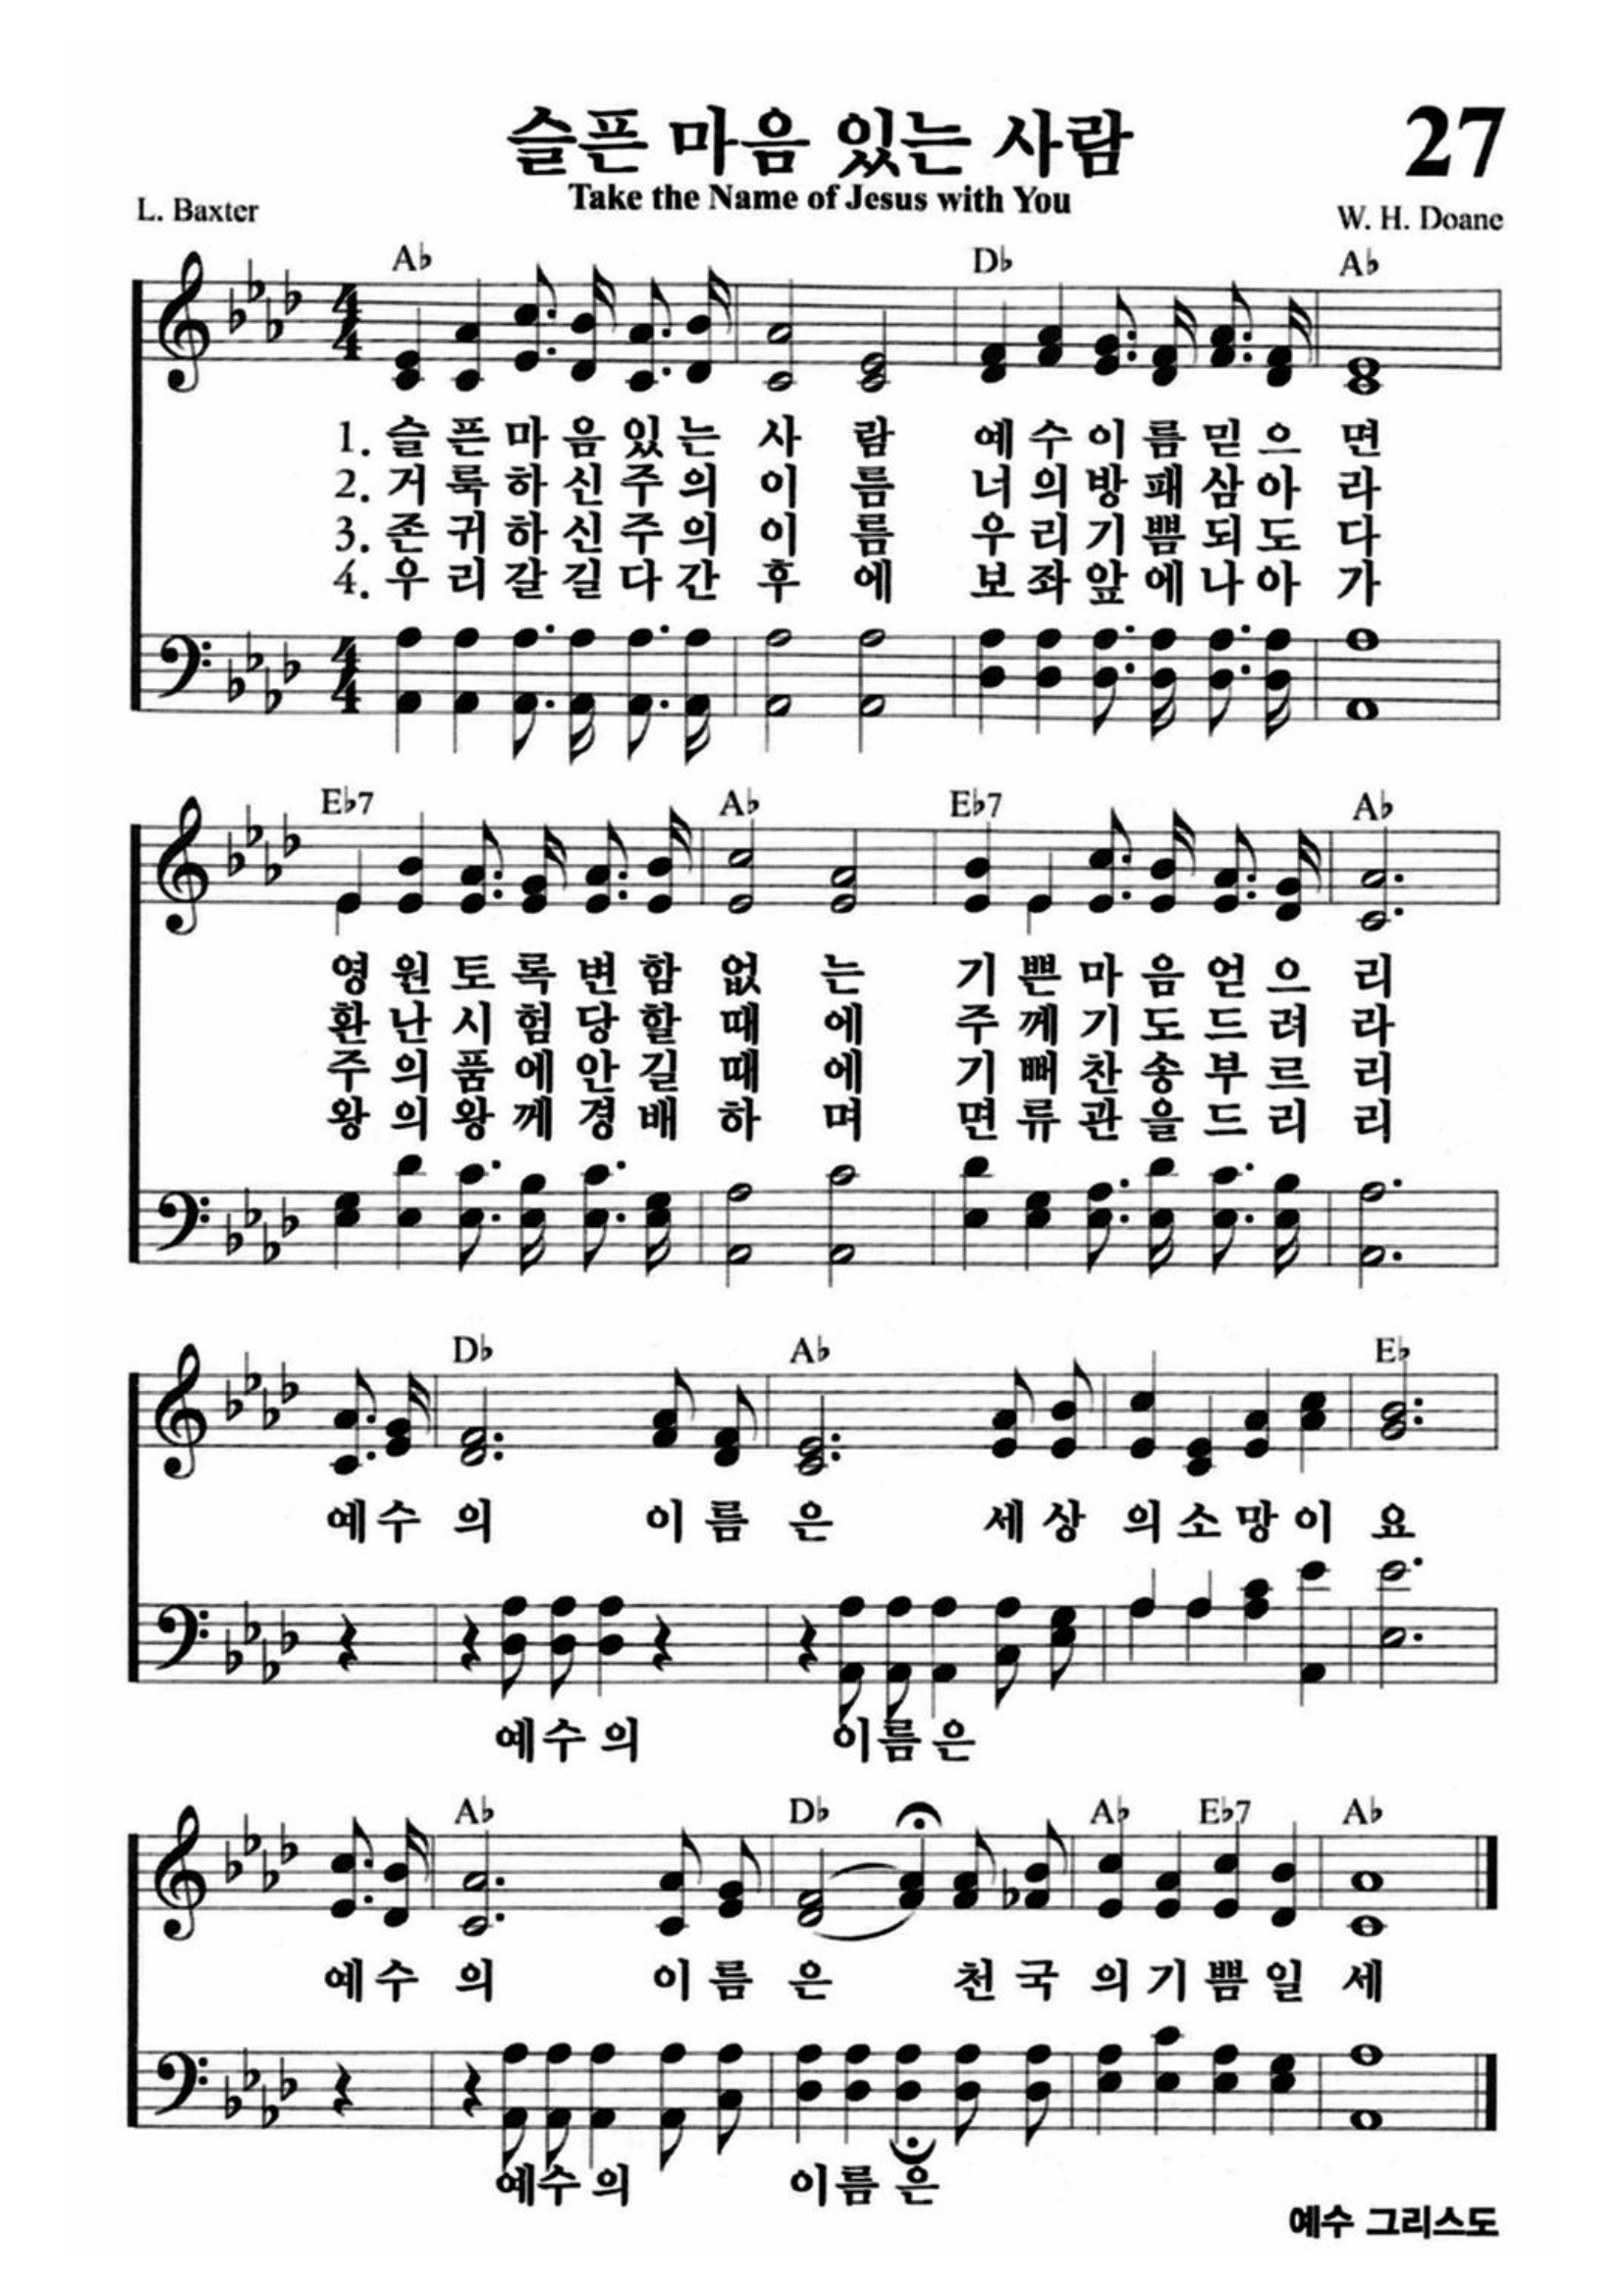 슬픈 마음 있는 사람
27
Take the Name of Jesus with You
L. Baxter
W. H. Doane
A♭ D♭ A♭
4/4
1. 슬 픈 마 음 있 는 사 람 예 수 이 름 믿 으 면
2. 거 룩 하 신 주 의 이 름 너 의 방 패 삼 아 라
3. 존 귀 하 신 주 의 이 름 우 리 기 쁨 되 도 다
4. 우 리 갈 길 다 간 후 에 보 좌 앞 에 나 아 가
4/4
E♭7 A♭ E♭7 A♭
영 원 토 록 변 함 없 는 기 쁜 마 음 얻 으 리
환 난 시 험 당 할 때 에 주 께 기 도 드 려 라
주 의 품 에 안 길 때 에 기 뻐 찬 송 부 르 리
왕 의 왕 께 경 배 하 며 면 류 관 을 드 리 리
D♭ A♭ E♭
예 수 의 이 름 은 세 상 의 소 망 이 요
예 수 의 이 름 은
A♭ D♭ A♭ E♭7 A♭
예 수 의 이 름 은 천 국 의 기 쁨 일 세
예 수 의 이 름 은
예수 그리스도